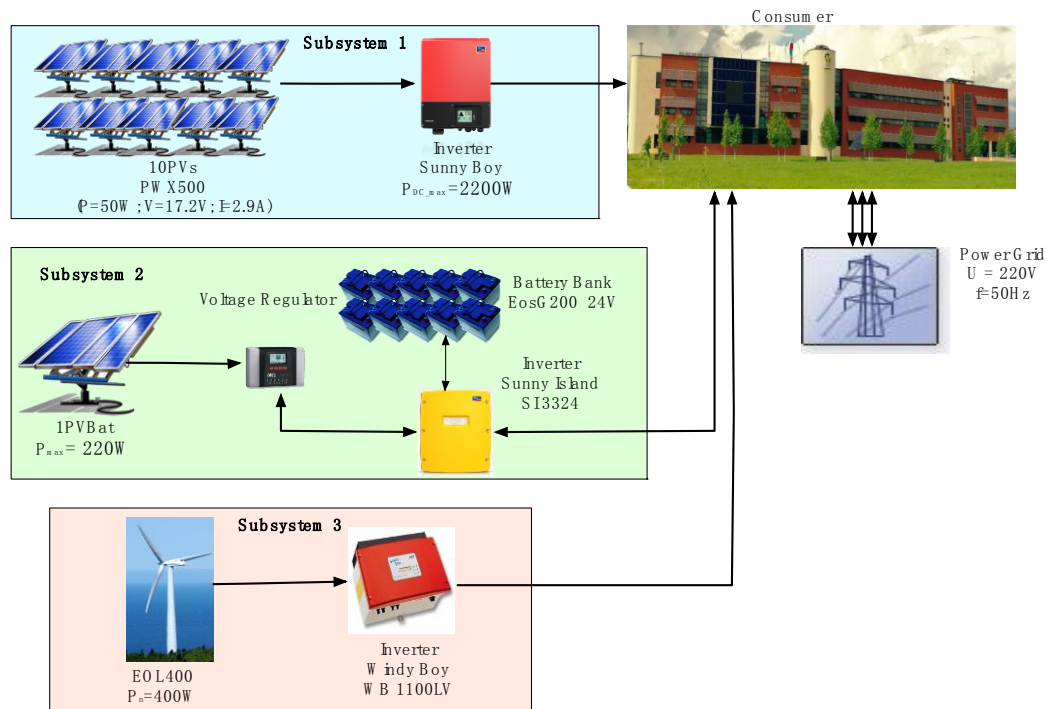 Consumer
Subsystem 1
10PVs
PWX500
(P=50W;V=17.2V;I=2.9A)
Inverter
Sunny Boy
PDC_max=2200W
Power Grid
U = 220V
f=50Hz
Subsystem 2
Voltage Regulator
Battery Bank
EosG200 24V
Inverter
Sunny Island
SI3324
1PVBat
Pmax= 220W
Subsystem 3
EOL400
Pn=400W
Inverter
Windy Boy
WB 1100LV